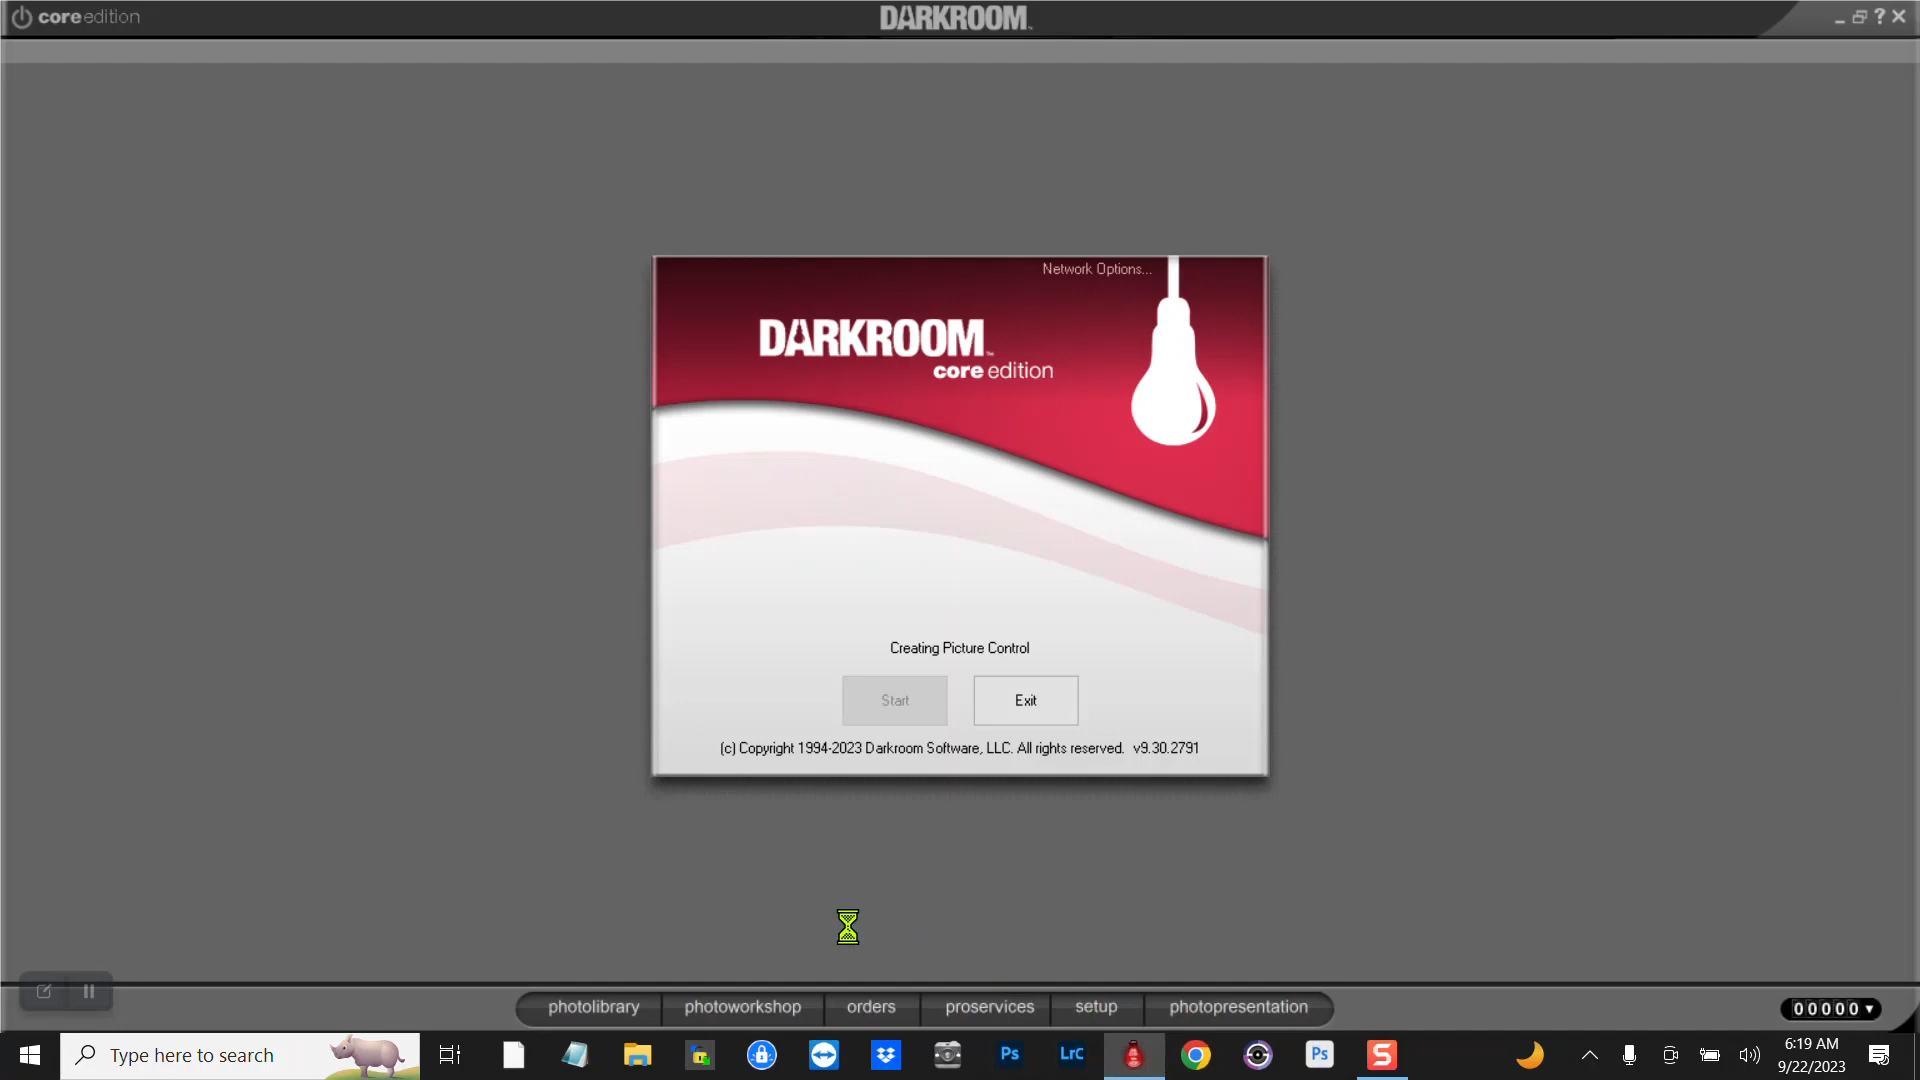 coreedition
DARKROOM
Network Options...
DARKROOM
core edition
Creating Picture Control
Start
Exit
(c) Copyright 1994-2023 Darkroom Software, LLC. All rights reserved.  v9.30.2791
photolibrary
photoworkshop
orders
proservices
setup
photopresentation
00000
Type here to search
Ps
LrC
Ps
S
6:19 AM
9/22/2023